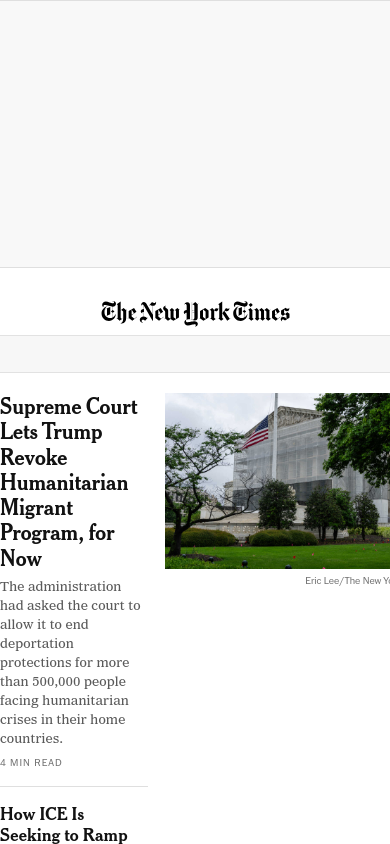 The New York Times
Supreme Court
Lets Trump
Revoke
Humanitarian
Migrant
Program, for
Now
The administration
had asked the court to
allow it to end
deportation
protections for more
than 500,000 people
facing humanitarian
crises in their home
countries.
4 MIN READ
Eric Lee/The New Yo
How ICE Is
Seeking to Ramp